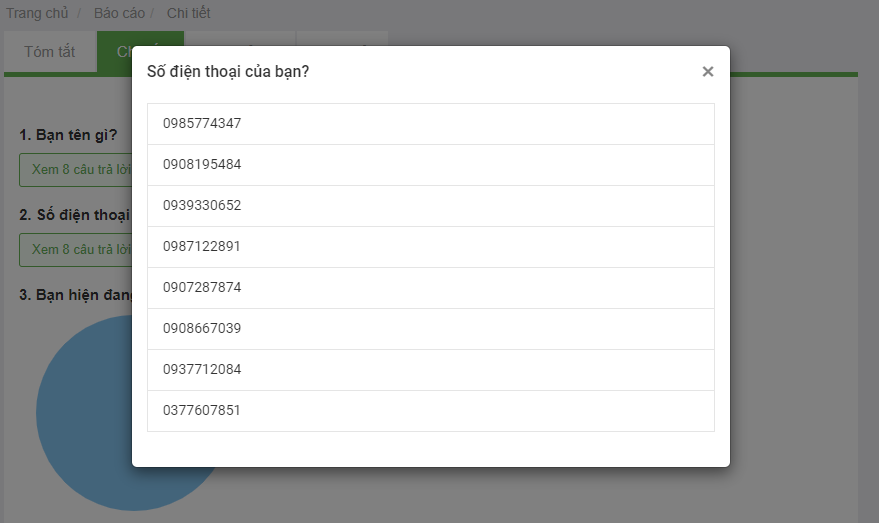 Trang chủ / Báo cáo / Chi tiết
Tóm tắt
Số điện thoại của bạn?
×
0985774347
0908195484
0939330652
0987122891
0907287874
0908667039
0937712084
0377607851
1. Bạn tên gì?
Xem 8 câu trả lời
2. Số điện thoại
Xem 8 câu trả lời
3. Bạn hiện đang